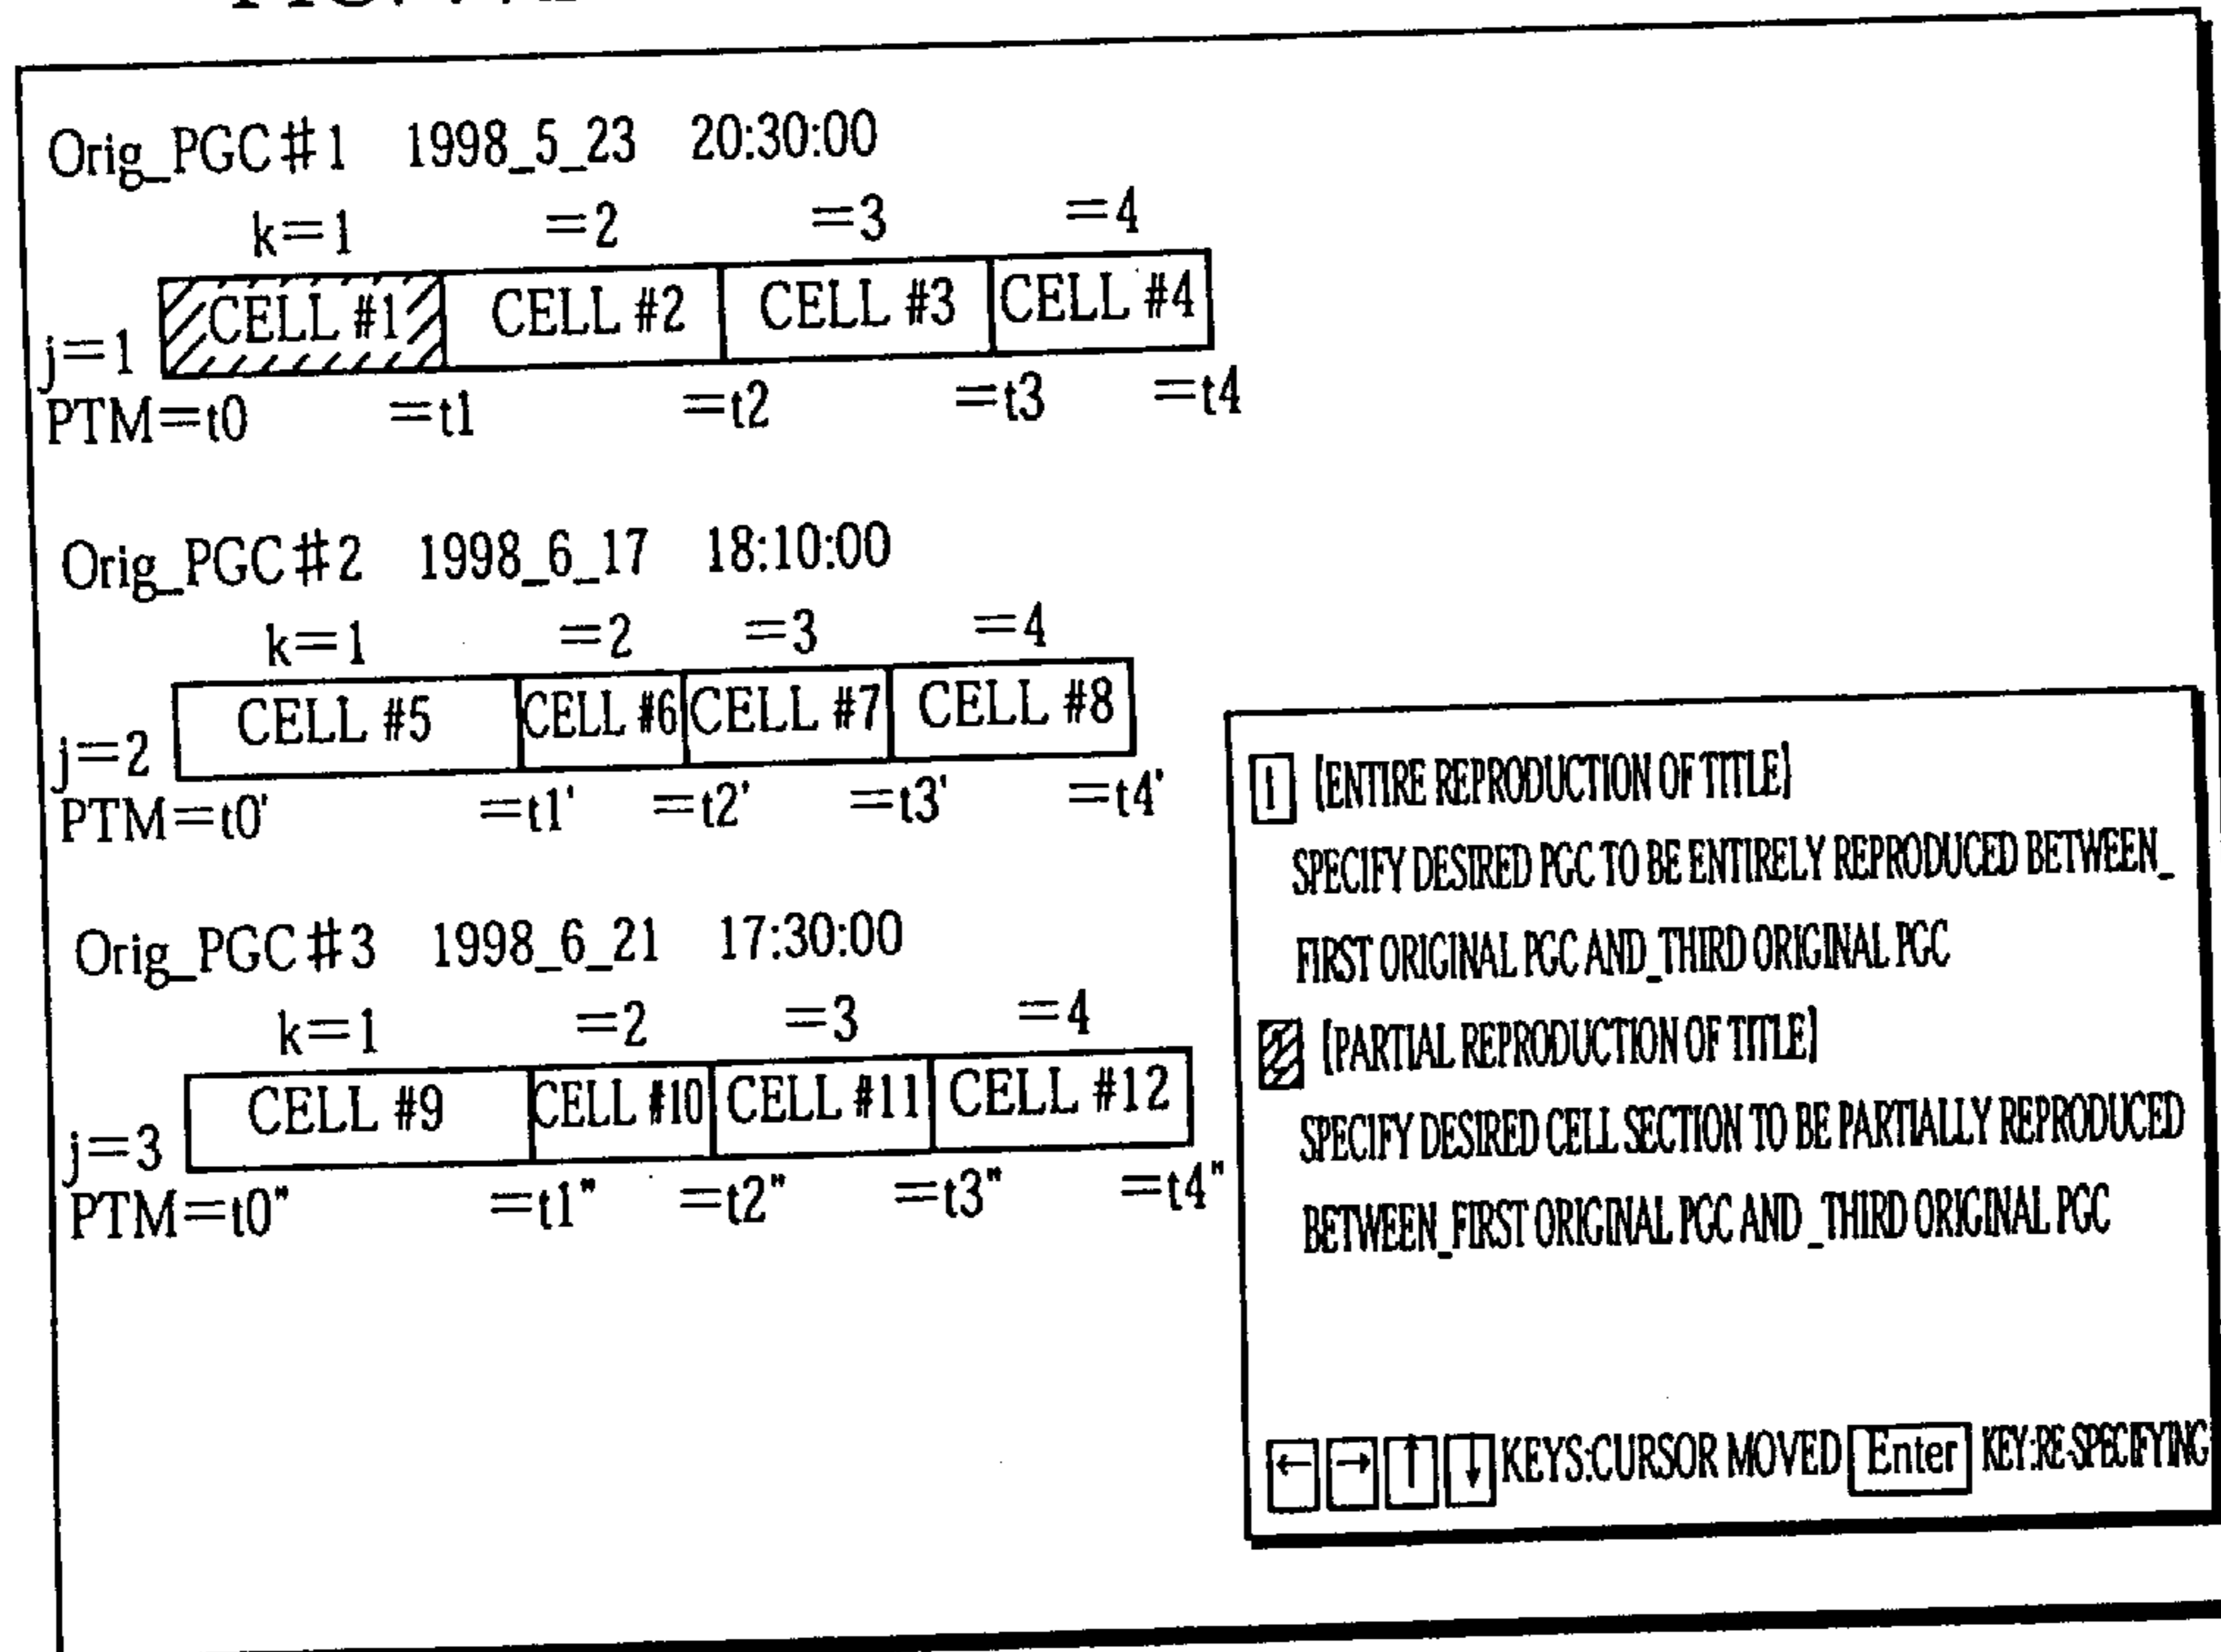 Orig_PGC#1 1998_5_23 20:30:00
k=1 =2 =3 =4
CELL #1 CELL #2 CELL #3 CELL #4
j=1
PTM=t0 =t1 =t2 =t3 =t4
Orig_PGC#2 1998_6_17 18:10:00
k=1 =2 =3 =4
CELL #5 CELL #6 CELL #7 CELL #8
j=2
PTM=t0' =t1' =t2' =t3' =t4'
Orig_PGC#3 1998_6_21 17:30:00
k=1 =2 =3 =4
CELL #9 CELL #10 CELL #11 CELL #12
j=3
PTM=t0" =t1" =t2" =t3" =t4"
1 [ENTIRE REPRODUCTION OF TITLE]
SPECIFY DESIRED PGC TO BE ENTIRELY REPRODUCED BETWEEN_
FIRST ORIGINAL PGC AND_THIRD ORIGINAL PGC
2 [PARTIAL REPRODUCTION OF TITLE]
SPECIFY DESIRED CELL SECTION TO BE PARTIALLY REPRODUCED
BETWEEN_FIRST ORIGINAL PGC AND _THIRD ORIGINAL PGC
← → ↑ ↓ KEYS:CURSOR MOVED Enter KEY:RE-SPECIFYING